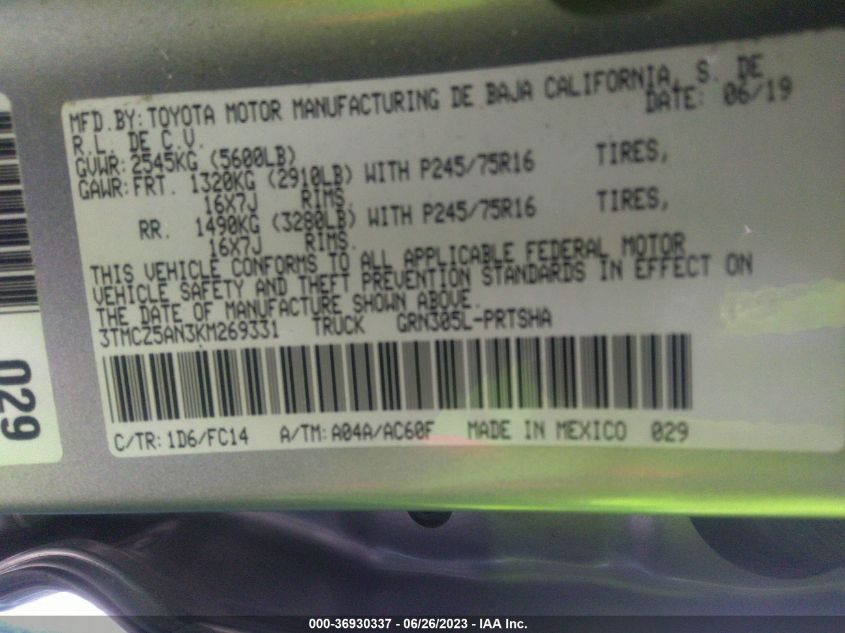 MFD.BY: TOYOTA MOTOR MANUFACTURING DE BAJA CALIFORNIA, S. DE
R.L. DE C.V. DATE: 06/19
GVWR: 2545KG (5600LB)
GAWR: FRT. 1320KG (2910LB) WITH P245/75R16 TIRES,
16X7J RIMS.
RR. 1490KG (3280LB) WITH P245/75R16 TIRES,
16X7J RIMS.
THIS VEHICLE CONFORMS TO ALL APPLICABLE FEDERAL MOTOR
VEHICLE SAFETY AND THEFT PREVENTION STANDARDS IN EFFECT ON
THE DATE OF MANUFACTURE SHOWN ABOVE.
3TMCZ5AN3KM269331 TRUCK GRN305L-PRTSHA
C/TR: 1D6/FC14 A/TM: A04A/AC60F MADE IN MEXICO 029
029
000-36930337 - 06/26/2023 - IAA Inc.